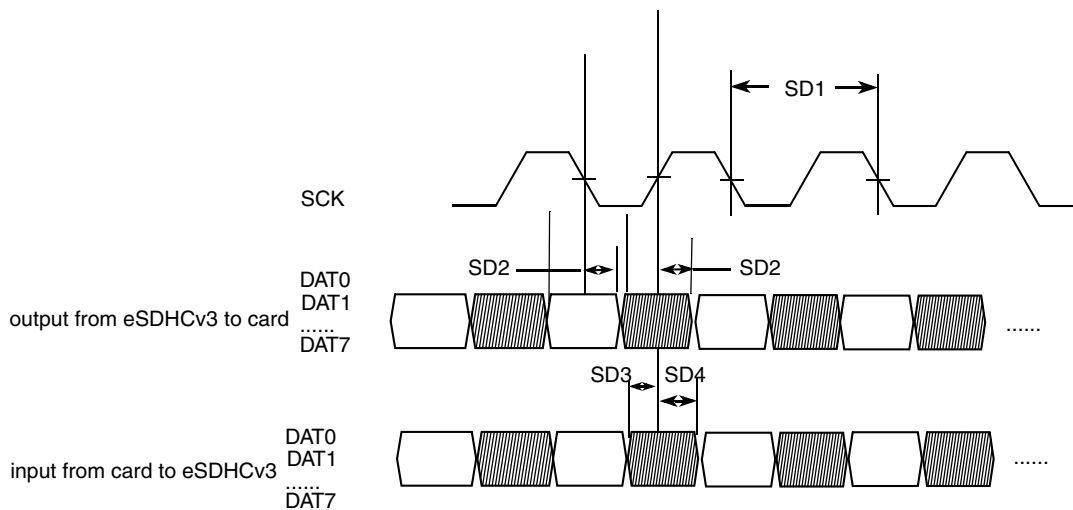 SD1
SCK
SD2
SD2
DAT0
DAT1
output from eSDHCv3 to card
......
......
DAT7
SD3
SD4
DAT0
DAT1
input from card to eSDHCv3
......
......
DAT7